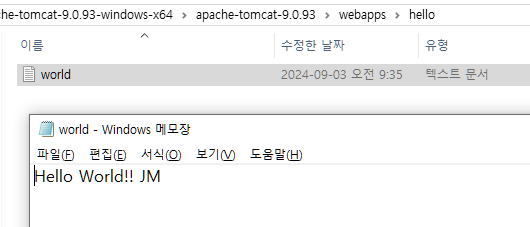 che-tomcat-9.0.93-windows-x64 > apache-tomcat-9.0.93 > webapps > hello
이름 수정한 날짜 유형
world 2024-09-03 오전 9:35 텍스트 문서
world - Windows 메모장
파일(F) 편집(E) 서식(O) 보기(V) 도움말(H)
Hello World!! JM